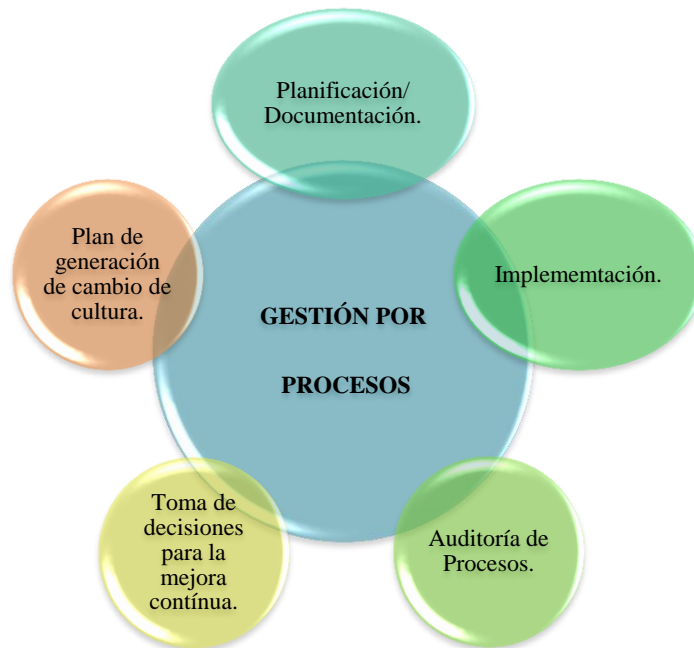 Planificación/
Documentación.
Plan de
generación
de cambio de
cultura.
Implememtación.
GESTIÓN POR
PROCESOS
Toma de
decisiones
para la
mejora
contínua.
Auditoría de
Procesos.